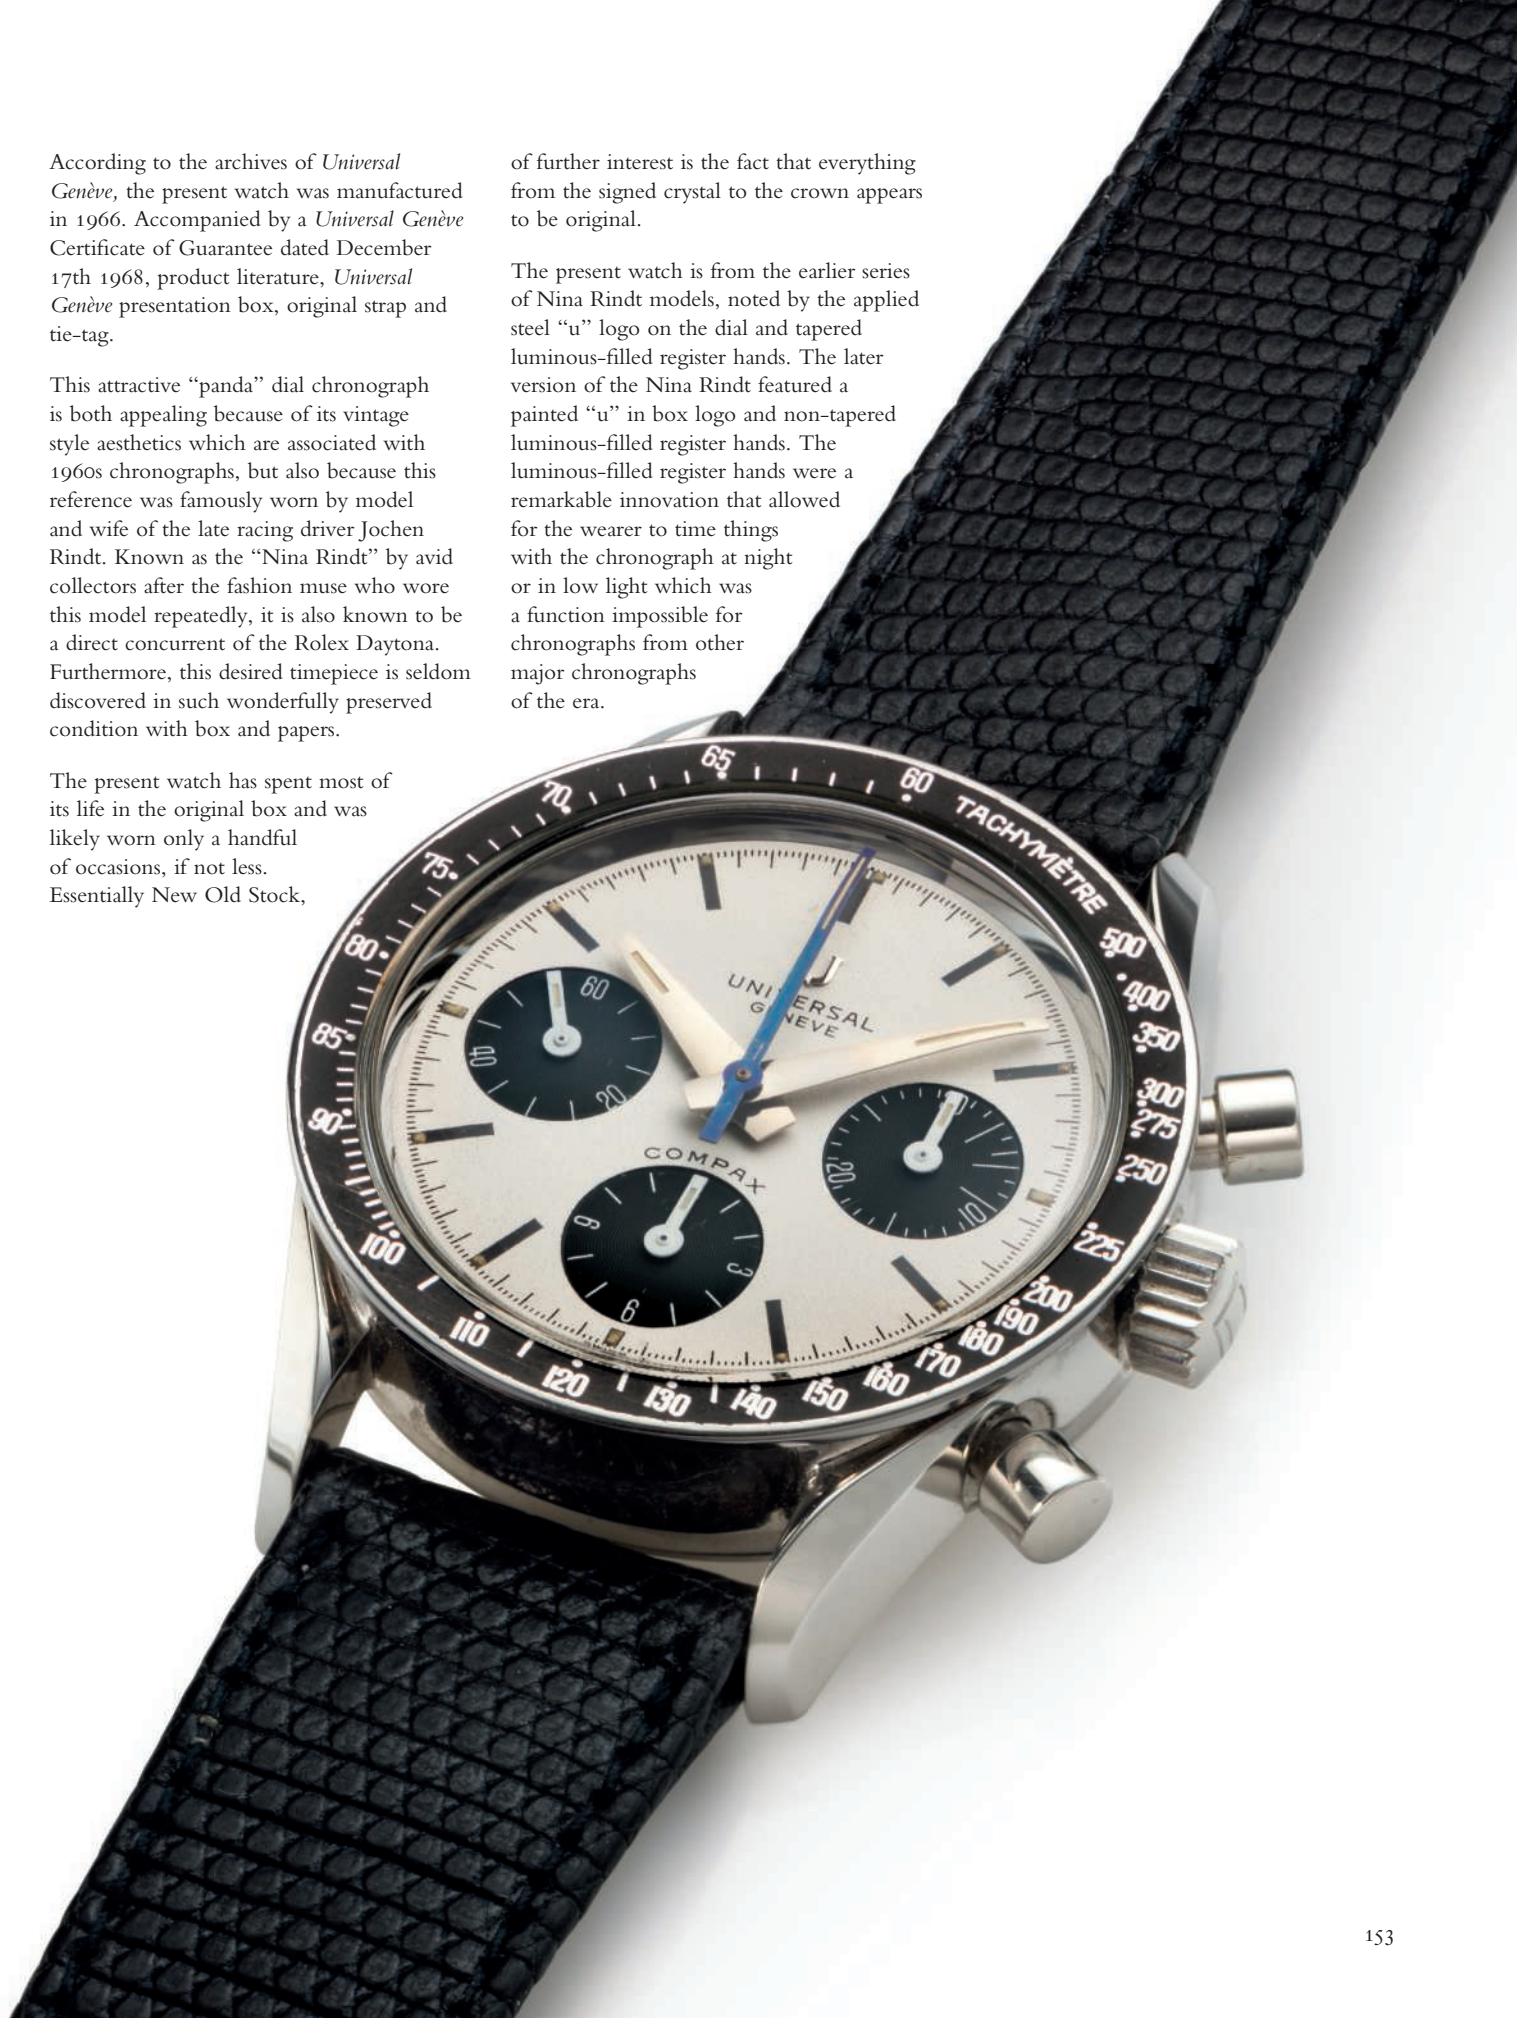 According to the archives of Universal
Genève, the present watch was manufactured
in 1966. Accompanied by a Universal Genève
Certificate of Guarantee dated December
17th 1968, product literature, Universal
Genève presentation box, original strap and
tie-tag.
This attractive “panda” dial chronograph
is both appealing because of its vintage
style aesthetics which are associated with
1960s chronographs, but also because this
reference was famously worn by model
and wife of the late racing driver Jochen
Rindt. Known as the “Nina Rindt” by avid
collectors after the fashion muse who wore
this model repeatedly, it is also known to be
a direct concurrent of the Rolex Daytona.
Furthermore, this desired timepiece is seldom
discovered in such wonderfully preserved
condition with box and papers.
The present watch has spent most of
its life in the original box and was
likely worn only a handful
of occasions, if not less.
Essentially New Old Stock,
of further interest is the fact that everything
from the signed crystal to the crown appears
to be original.
The present watch is from the earlier series
of Nina Rindt models, noted by the applied
steel “u” logo on the dial and tapered
luminous-filled register hands. The later
version of the Nina Rindt featured a
painted “u” in box logo and non-tapered
luminous-filled register hands. The
luminous-filled register hands were a
remarkable innovation that allowed
for the wearer to time things
with the chronograph at night
or in low light which was
a function impossible for
chronographs from other
major chronographs
of the era.
60 TACHYMÈTRE 500 400 350 300 275 250 225 200 190 180 170 160 150 140 130 120 110 100 90 85 80 75 70 65
UNIVERSAL
GENEVE
60
20
40
COMPAX
10
20
3
6
9
153